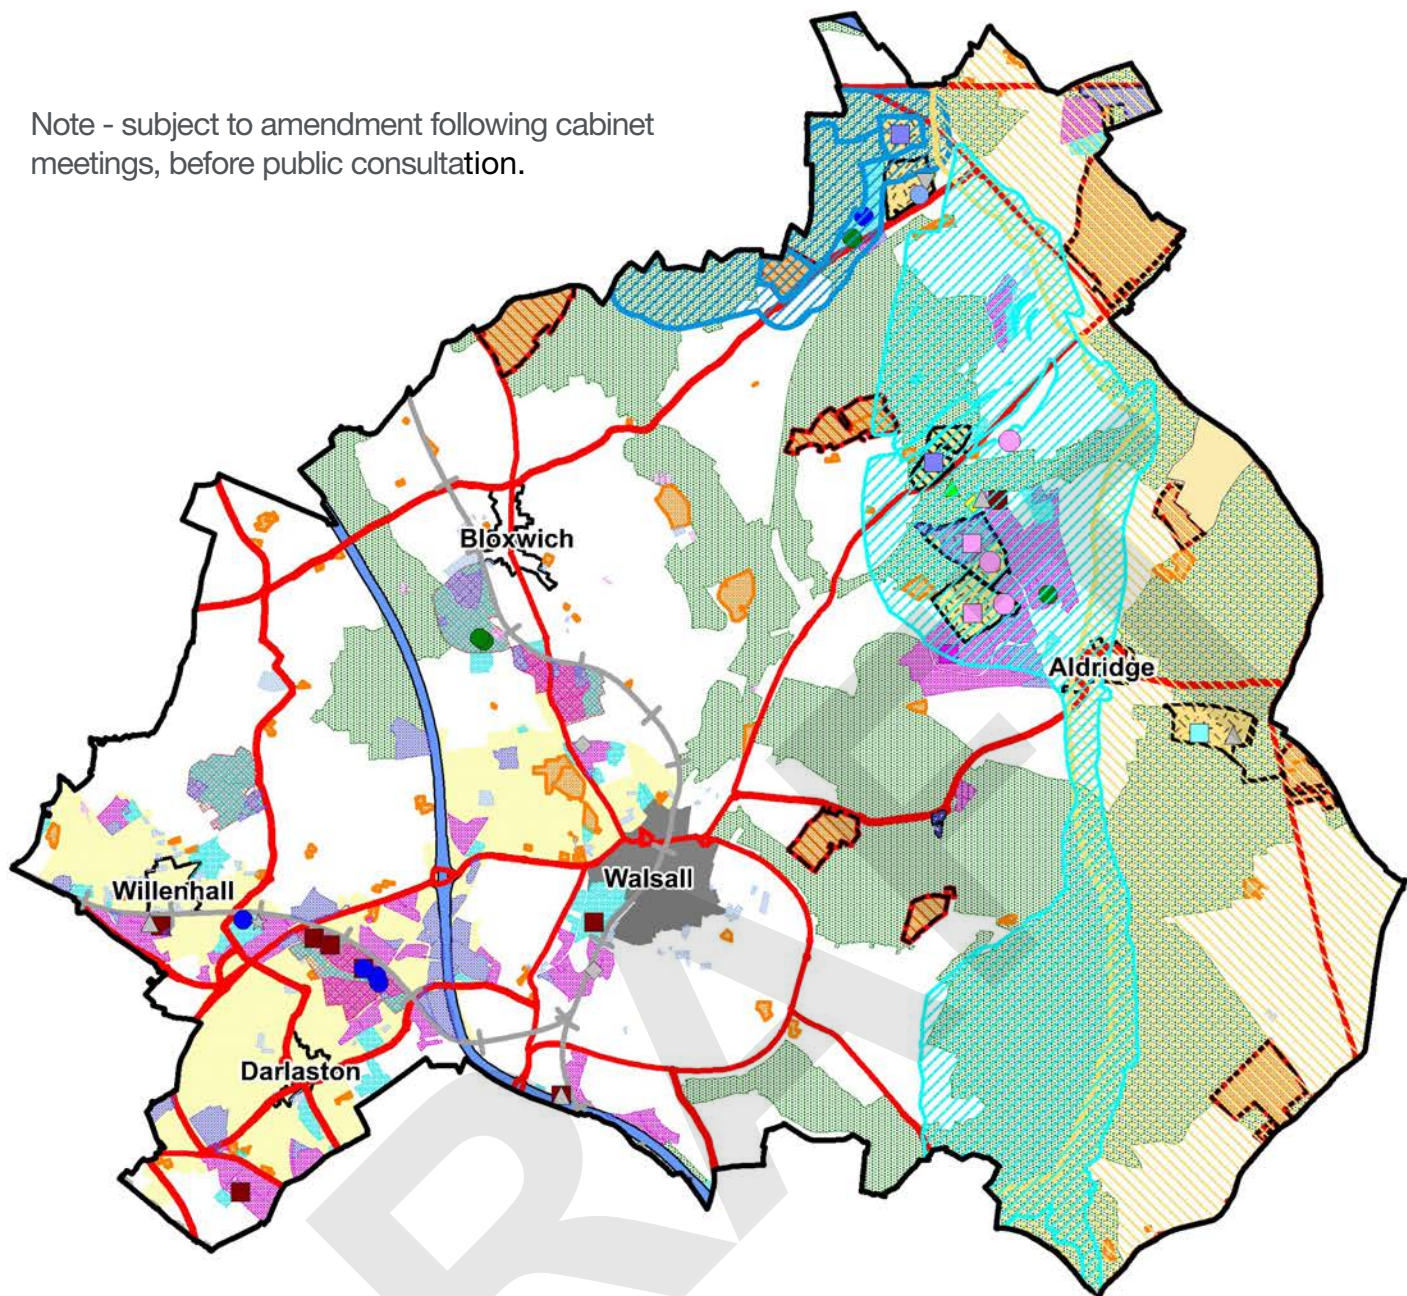 Note - subject to amendment following cabinet
meetings, before public consultation.
Bloxwich
Aldridge
Walsall
Willenhall
Darlaston